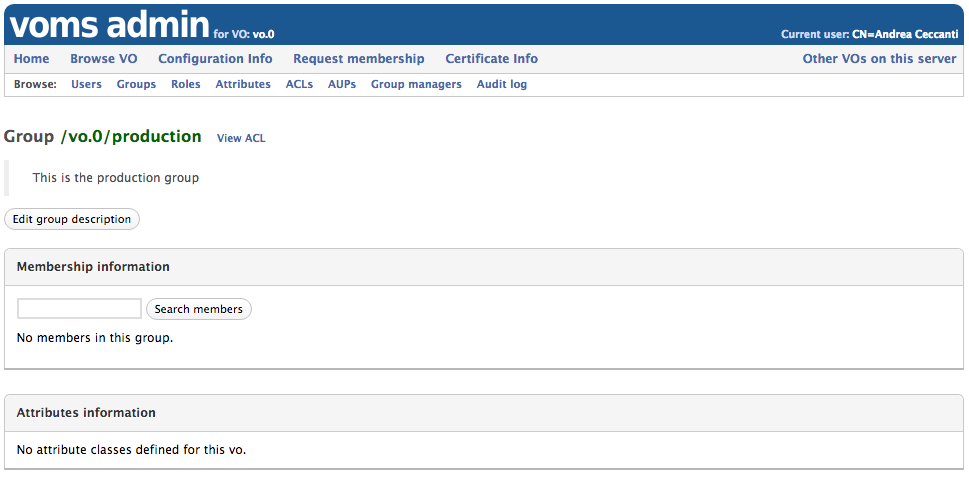 voms admin for VO: vo.0 Current user: CN=Andrea Ceccanti
Home Browse VO Configuration Info Request membership Certificate Info Other VOs on this server
Browse: Users Groups Roles Attributes ACLs AUPs Group managers Audit log
Group /vo.0/production View ACL
This is the production group
Edit group description
Membership information
Search members
No members in this group.
Attributes information
No attribute classes defined for this vo.